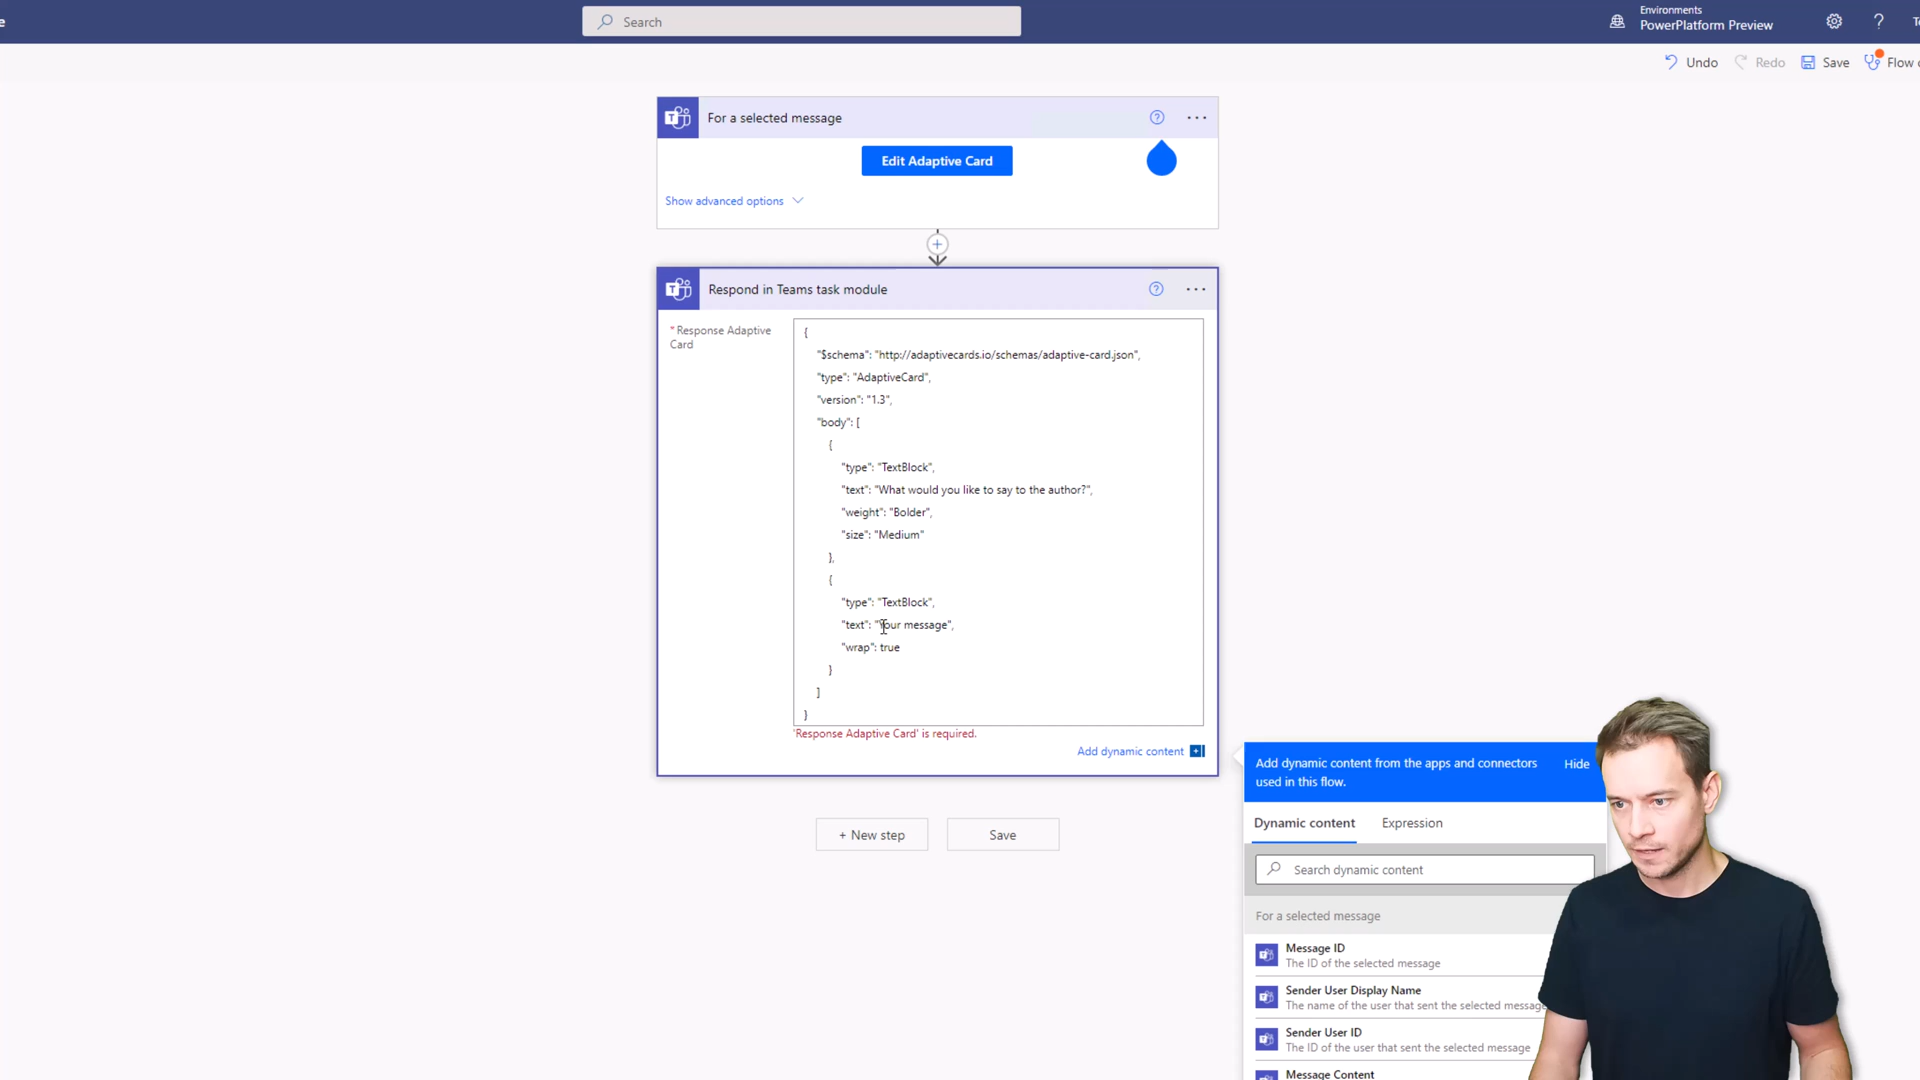 e
Search
Environments
PowerPlatform Preview
?
Undo
Redo
Save
Flow
For a selected message
?
Edit Adaptive Card
Show advanced options
Respond in Teams task module
?
*Response Adaptive
Card
{
"$schema": "http://adaptivecards.io/schemas/adaptive-card.json",
"type": "AdaptiveCard",
"version": "1.3",
"body": [
{
"type": "TextBlock",
"text": "What would you like to say to the author?",
"weight": "Bolder",
"size": "Medium"
},
{
"type": "TextBlock",
"text": "Your message",
"wrap": true
}
]
}
'Response Adaptive Card' is required.
Add dynamic content
Add dynamic content from the apps and connectors
used in this flow.
Hide
Dynamic content
Expression
Search dynamic content
For a selected message
Message ID
The ID of the selected message
Sender User Display Name
The name of the user that sent the selected message
Sender User ID
The ID of the user that sent the selected message
Message Content
+ New step
Save